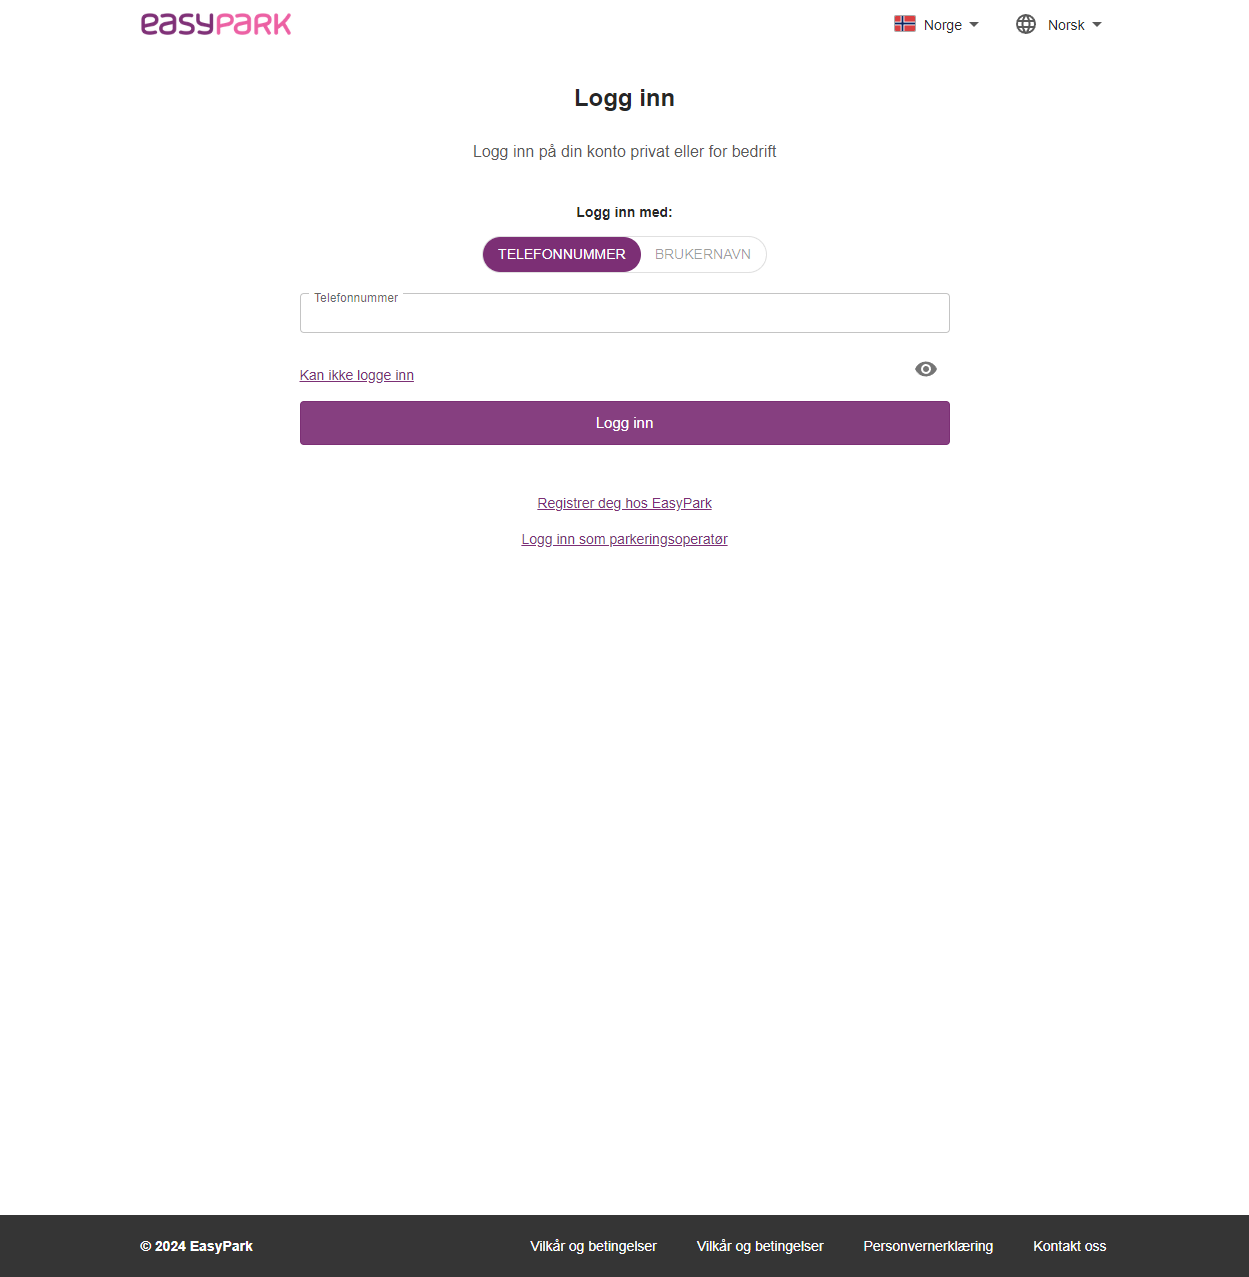 easyPARK
Norge
Norsk
Logg inn
Logg inn på din konto privat eller for bedrift
Logg inn med:
TELEFONNUMMER
BRUKERNAVN
Telefonnummer
Kan ikke logge inn
Logg inn
Registrer deg hos EasyPark
Logg inn som parkeringsoperatør
© 2024 EasyPark
Vilkår og betingelser
Vilkår og betingelser
Personvernerklæring
Kontakt oss